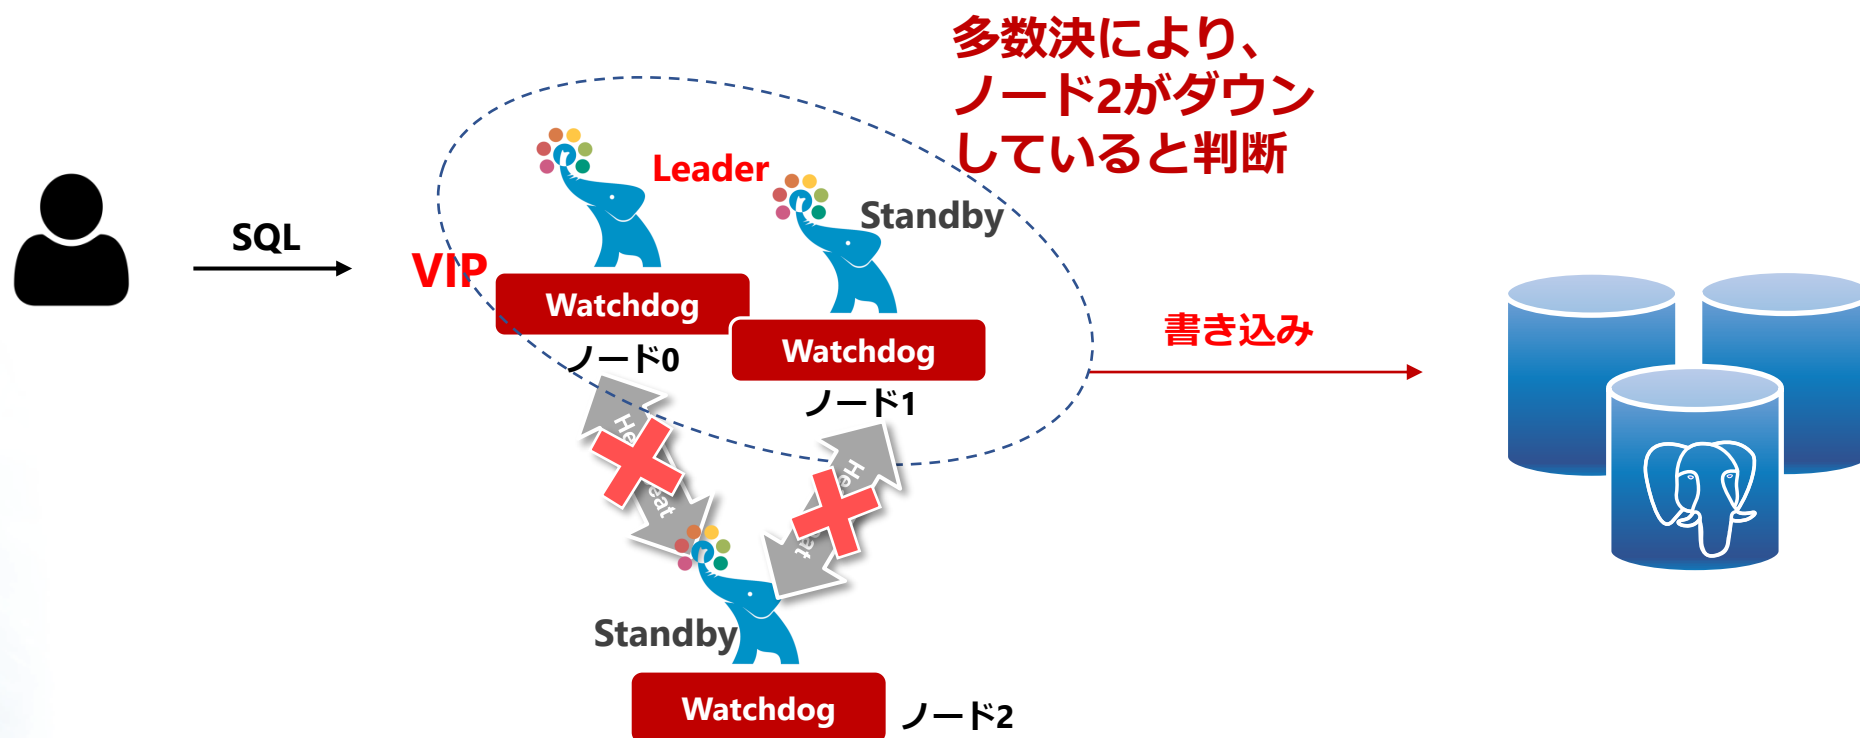 多数決により、
ノード2がダウン
していると判断
Leader
Standby
SQL
VIP
Watchdog
ノード0
Watchdog
ノード1
書き込み
Standby
Watchdog
ノード2